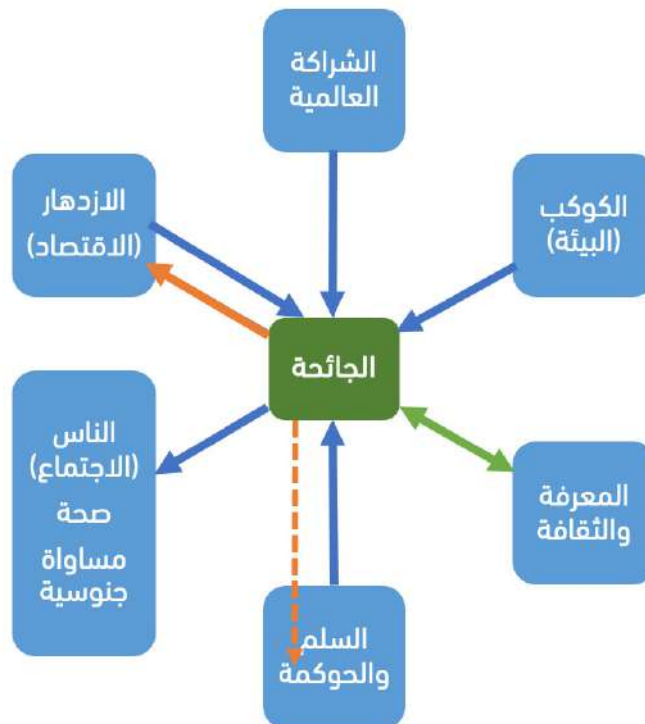 الشراكة
العالمية
الكوكب
(البيئة)
الازدهار
(الاقتصاد)
الجائحة
الناس
(الاجتماع)
صحة
مساواة
جنوسية
المعرفة
والثقافة
السلم
والحوكمة